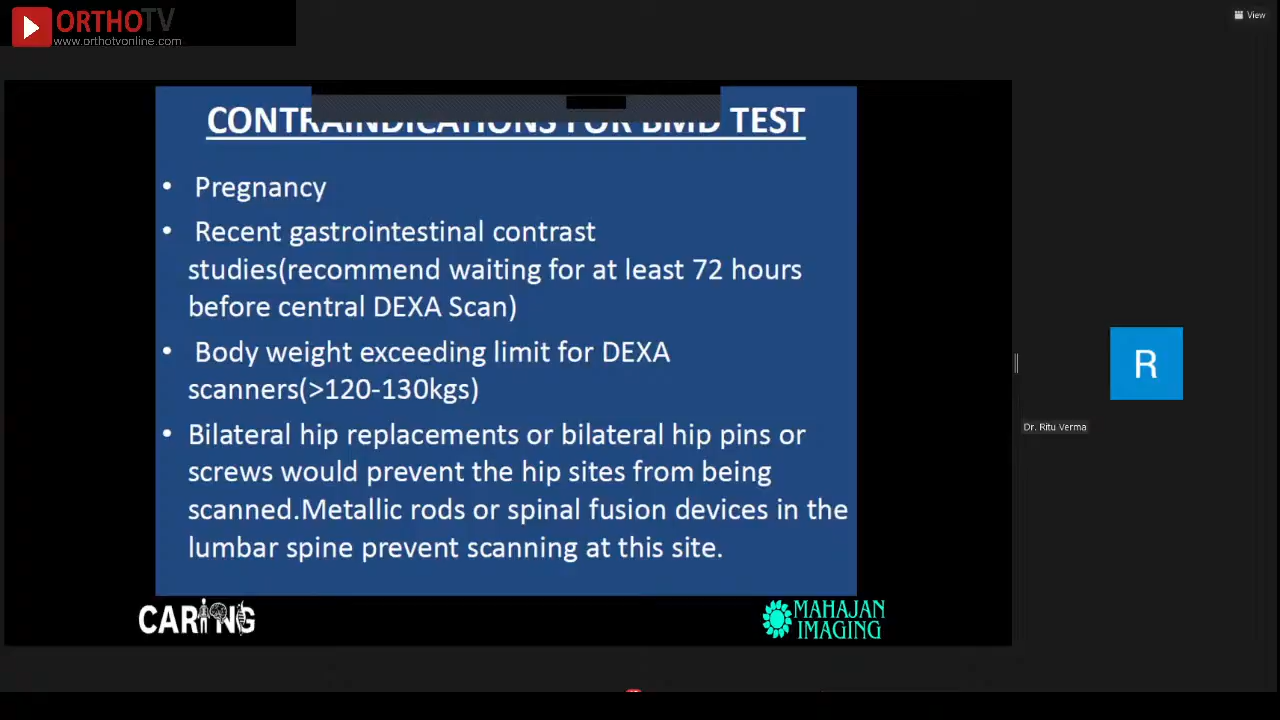 ORTHOTV
www.orthotvonline.com
View
CONTRAINDICATIONS FOR BMD TEST
• Pregnancy
• Recent gastrointestinal contrast
studies(recommend waiting for at least 72 hours
before central DEXA Scan)
• Body weight exceeding limit for DEXA
scanners(>120-130kgs)
• Bilateral hip replacements or bilateral hip pins or
screws would prevent the hip sites from being
scanned.Metallic rods or spinal fusion devices in the
lumbar spine prevent scanning at this site.
R
Dr. Ritu Verma
CARING
MAHAJAN
IMAGING